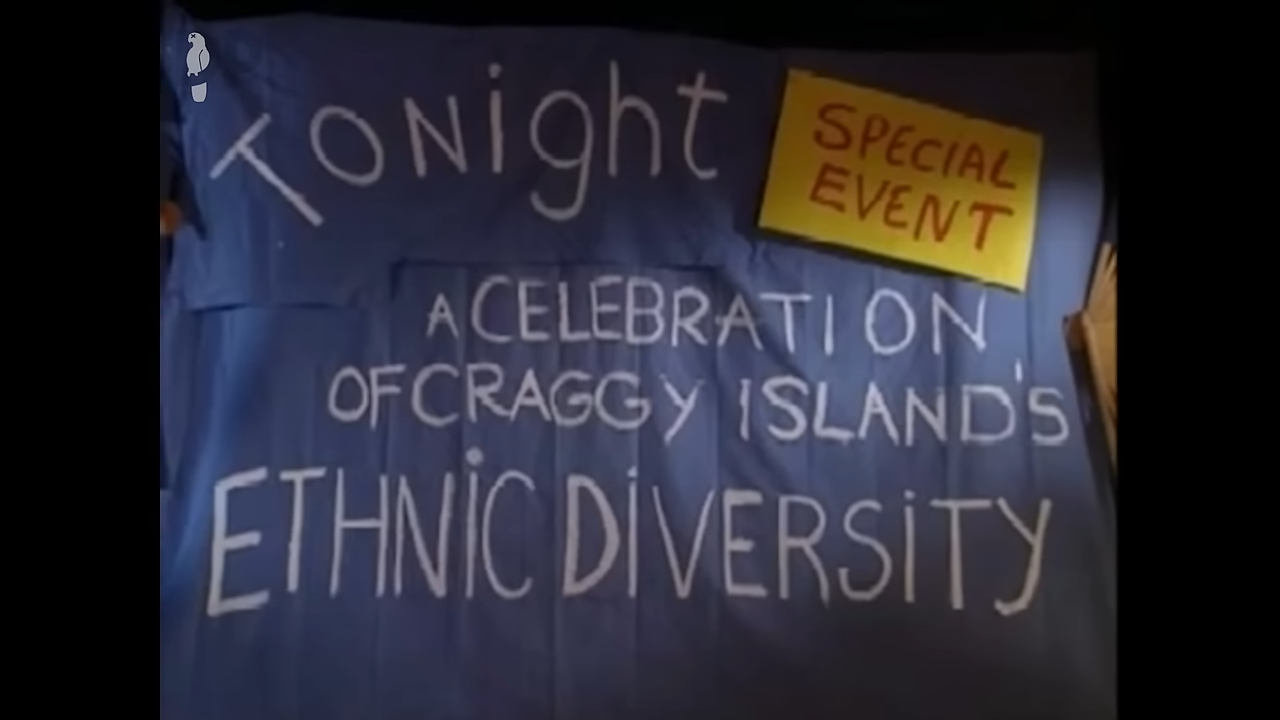 Tonight
SPECIAL
EVENT
A CELEBRATION
OF CRAGGY ISLAND'S
ETHNIC DIVERSITY